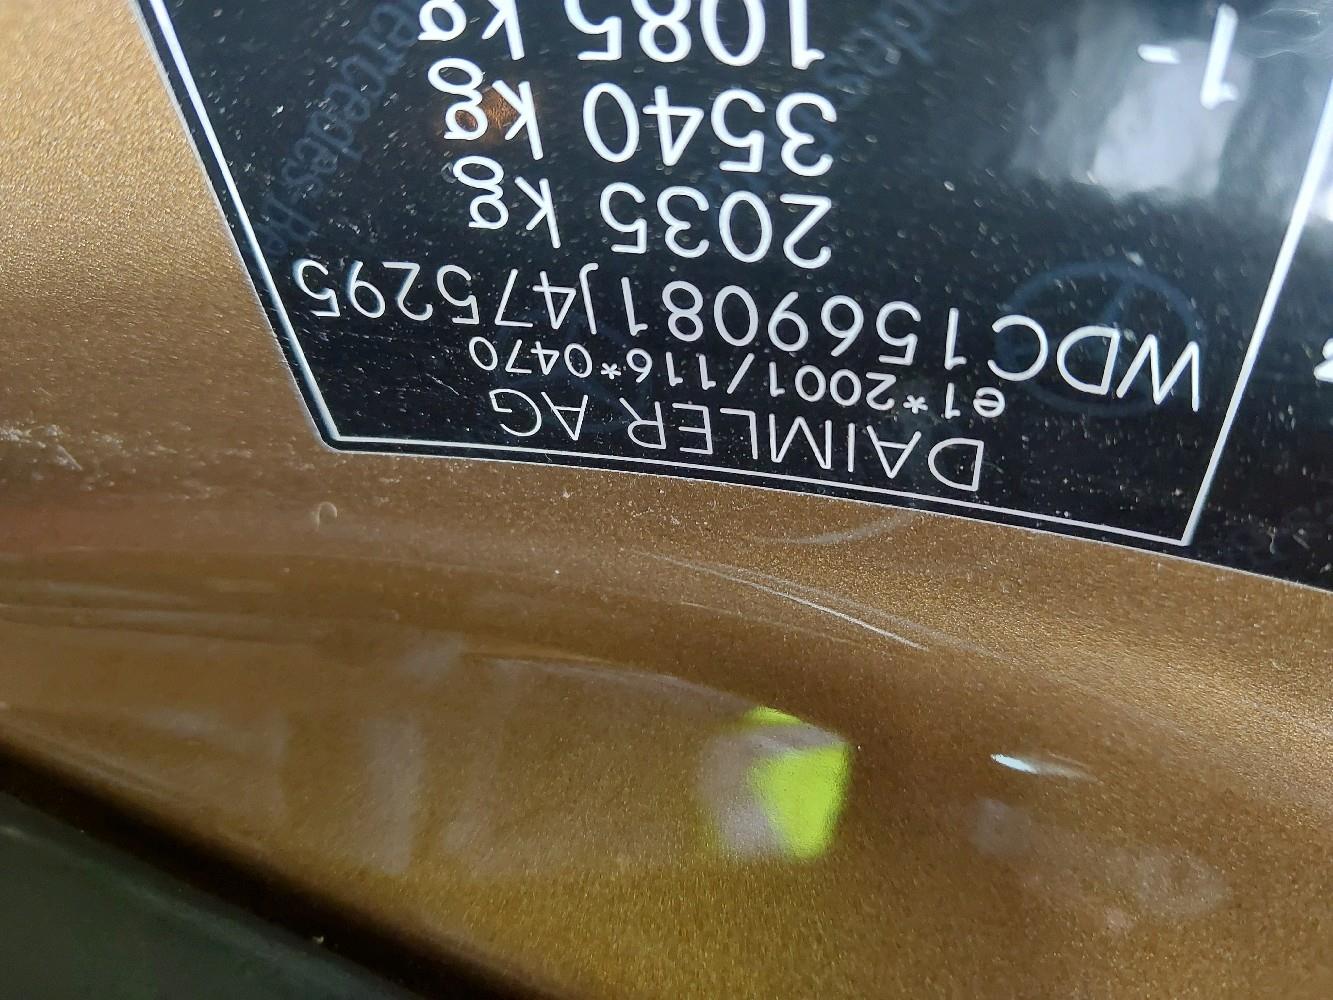 DAIMLER AG
e1*2001/116*0470
WDC1569081J475295
2035 kg
3540 kg
1- 1085 kg